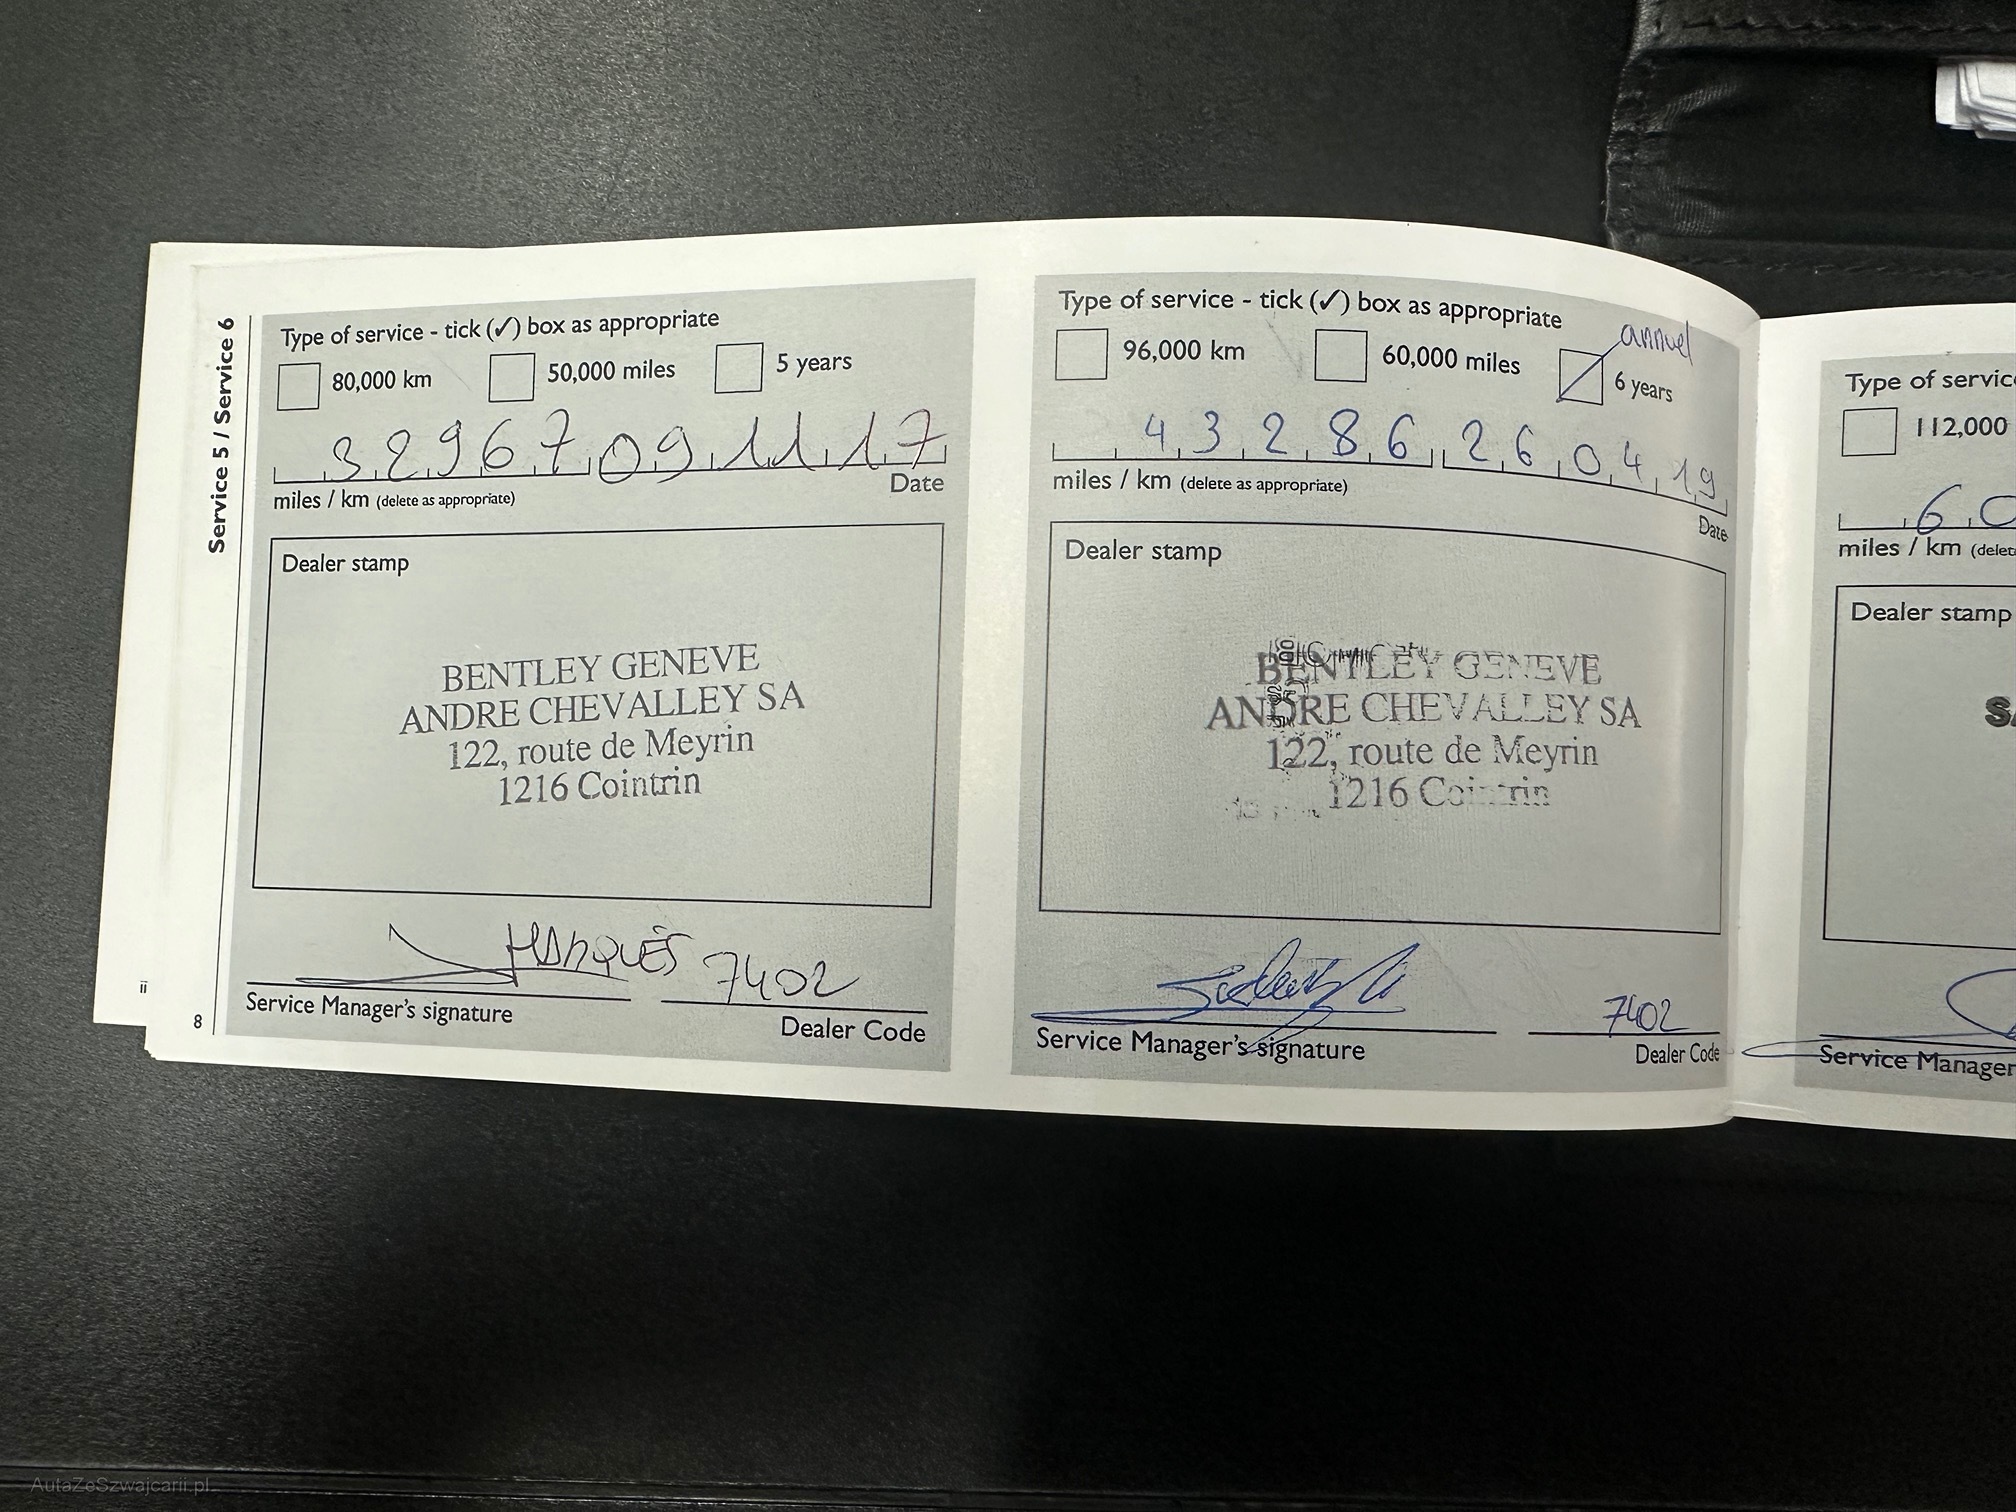 Service 5 / Service 6
Type of service - tick (✓) box as appropriate
80,000 km 50,000 miles 5 years
32967 09 11 17
miles / km (delete as appropriate) Date
Dealer stamp
BENTLEY GENEVE
ANDRE CHEVALLEY SA
122, route de Meyrin
1216 Cointrin
MARQUÈS 7402
Service Manager's signature Dealer Code
ii
8
Type of service - tick (✓) box as appropriate
annuel
96,000 km 60,000 miles 6 years
43286 26 04 19
miles / km (delete as appropriate) Date
Dealer stamp
BENTLEY GENEVE
ANDRE CHEVALLEY SA
122, route de Meyrin
1216 Cointrin
7402
Service Manager's signature Dealer Code
Type of servic
112,000
60
miles / km (delet
Dealer stamp
Service Manager
AutaZeSzwajcarii.pl